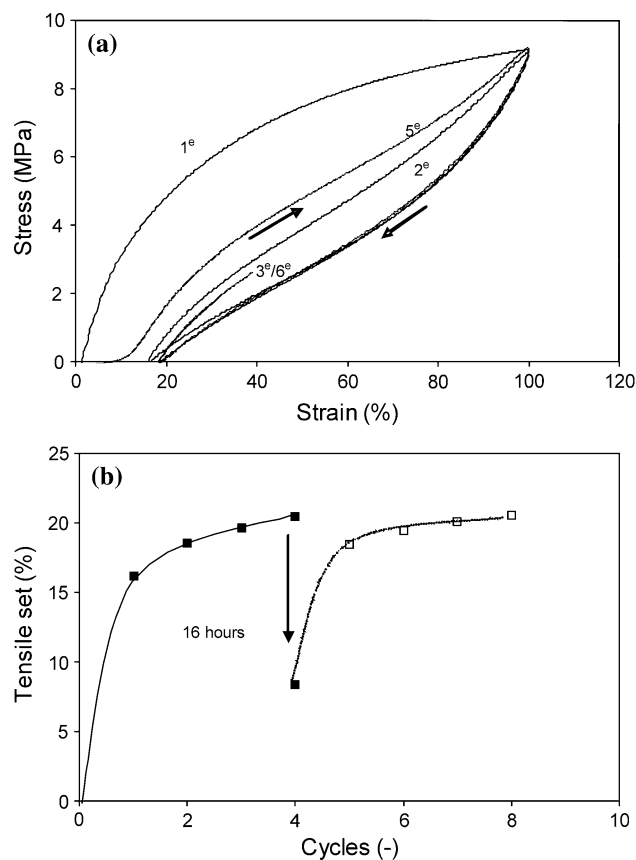 (a)
10
8
6
4
2
0
Stress (MPa)
1e
5e
2e
3e/6e
0 20 40 60 80 100 120
Strain (%)
(b)
25
20
15
10
5
0
Tensile set (%)
16 hours
0 2 4 6 8 10
Cycles (-)